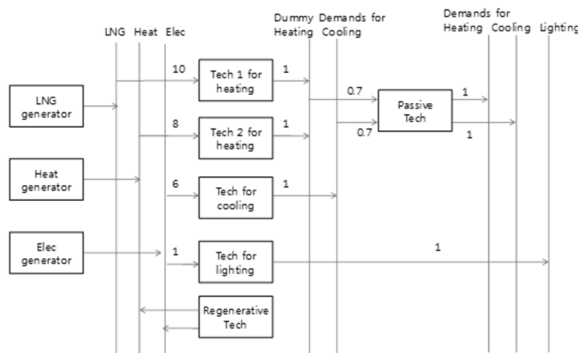 Dummy Demands for
Demands for
LNG Heat Elec
Heating Cooling
Heating Cooling Lighting
10
Tech 1 for
heating
1
LNG
generator
0.7
Passive
Tech
1
8
Tech 2 for
heating
1
0.7
1
Heat
generator
6
Tech for
cooling
1
Elec
generator
1
Tech for
lighting
1
Regenerative
Tech